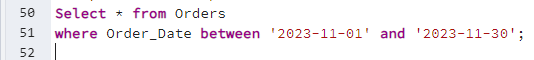 50 Select * from Orders
51 where Order_Date between '2023-11-01' and '2023-11-30';
52